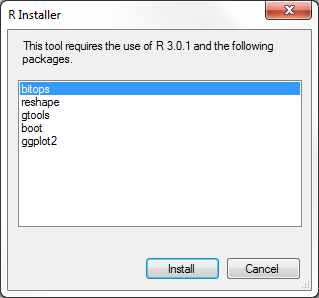 R Installer
This tool requires the use of R 3.0.1 and the following
packages.
bitops
reshape
gtools
boot
ggplot2
Install
Cancel